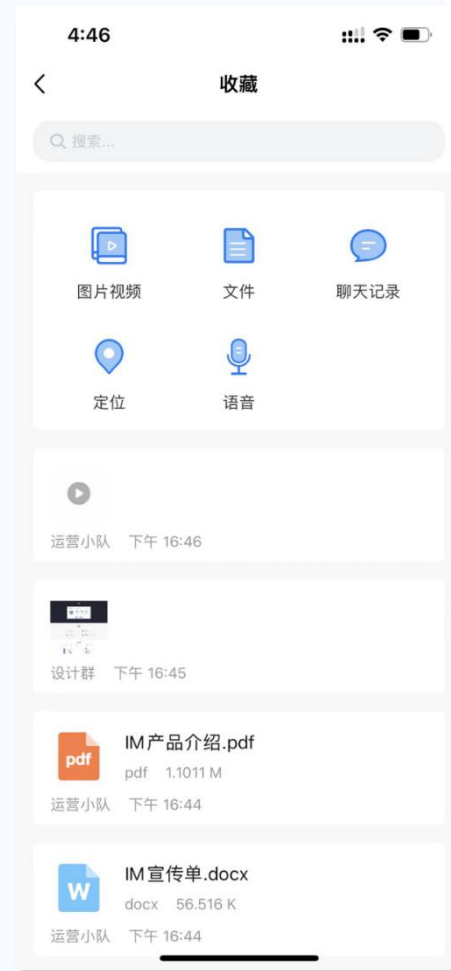 4:46
收藏
搜索...
图片视频 文件 聊天记录
定位 语音
运营小队 下午 16:46
设计群 下午 16:45
pdf
IM产品介绍.pdf
pdf 1.1011 M
运营小队 下午 16:44
W
IM宣传单.docx
docx 56.516 K
运营小队 下午 16:44